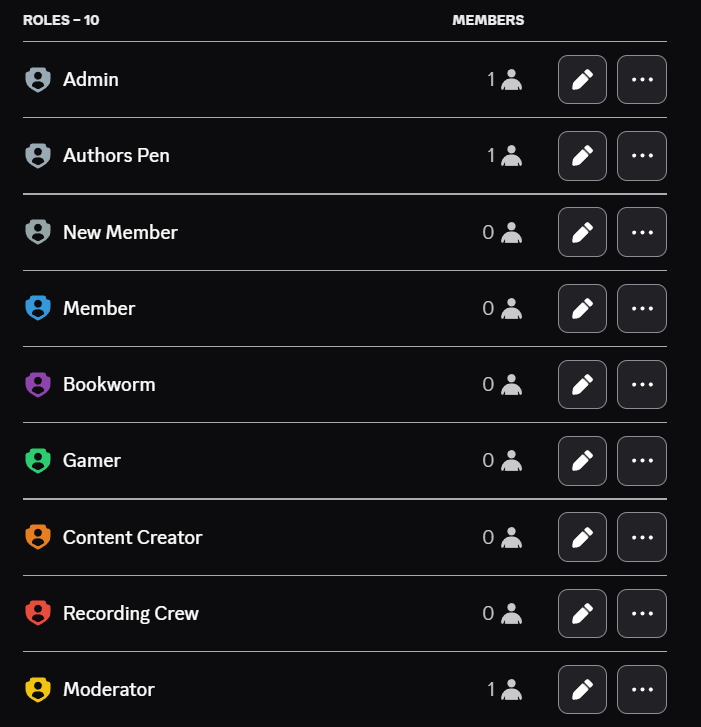 ROLES – 10 MEMBERS
Admin 1
Authors Pen 1
New Member 0
Member 0
Bookworm 0
Gamer 0
Content Creator 0
Recording Crew 0
Moderator 1